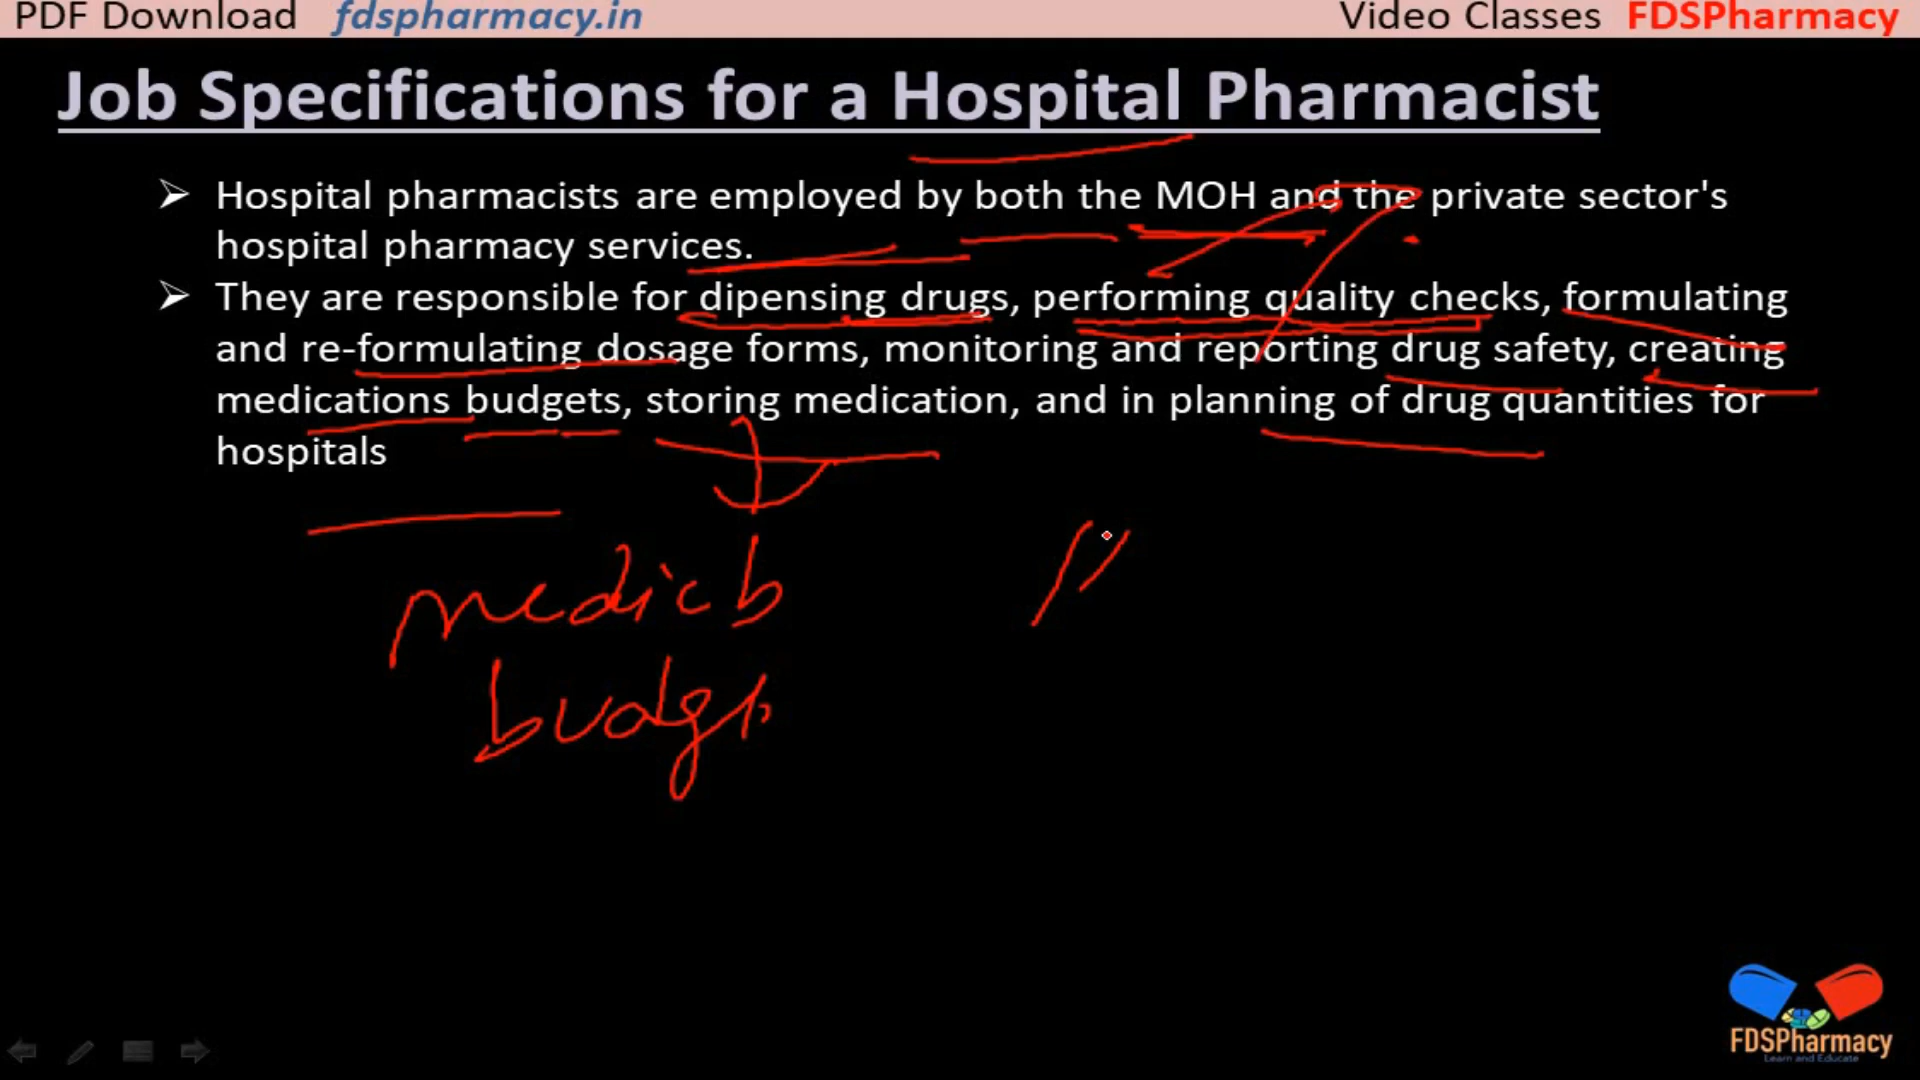 PDF Download fdspharmacy.in Video Classes FDSPharmacy
Job Specifications for a Hospital Pharmacist
➤ Hospital pharmacists are employed by both the MOH and the private sector's
hospital pharmacy services.
➤ They are responsible for dipensing drugs, performing quality checks, formulating
and re-formulating dosage forms, monitoring and reporting drug safety, creating
medications budgets, storing medication, and in planning of drug quantities for
hospitals
FDSPharmacy
Learn and Educate